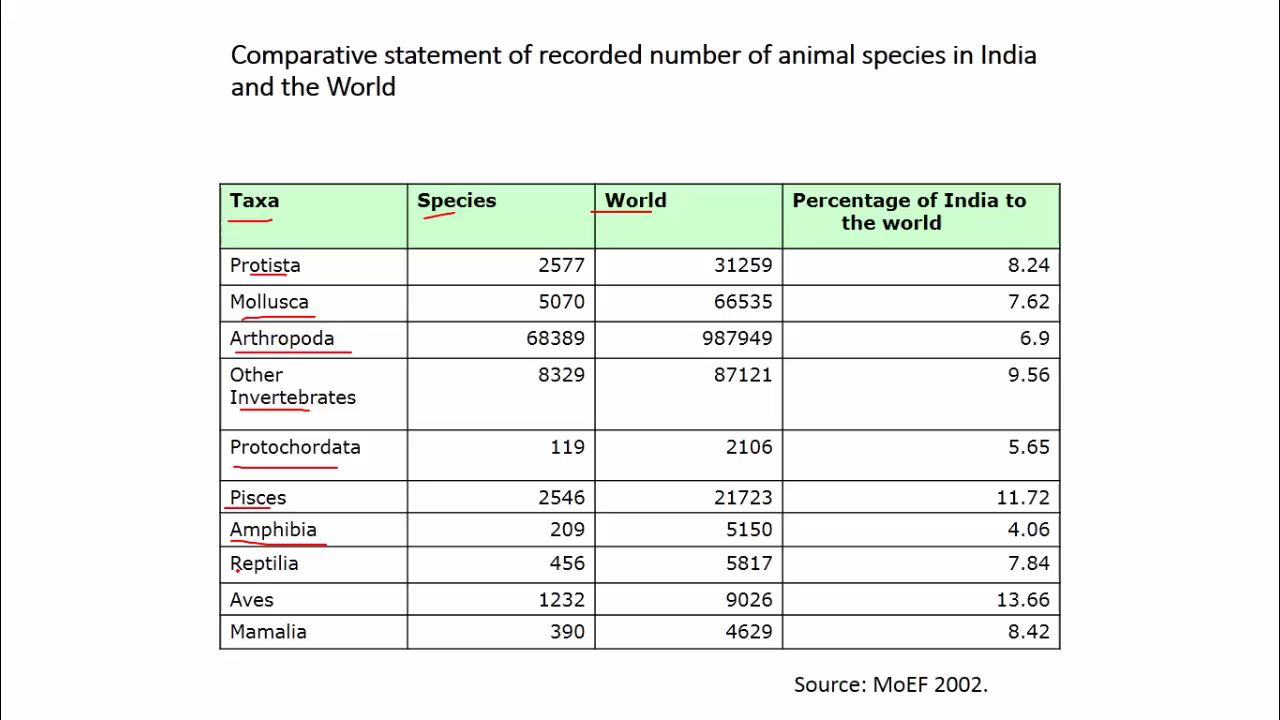 Comparative statement of recorded number of animal species in India
and the World
Taxa Species World Percentage of India to
the world
Protista 2577 31259 8.24
Mollusca 5070 66535 7.62
Arthropoda 68389 987949 6.9
Other 8329 87121 9.56
Invertebrates
Protochordata 119 2106 5.65
Pisces 2546 21723 11.72
Amphibia 209 5150 4.06
Reptilia 456 5817 7.84
Aves 1232 9026 13.66
Mamalia 390 4629 8.42
Source: MoEF 2002.